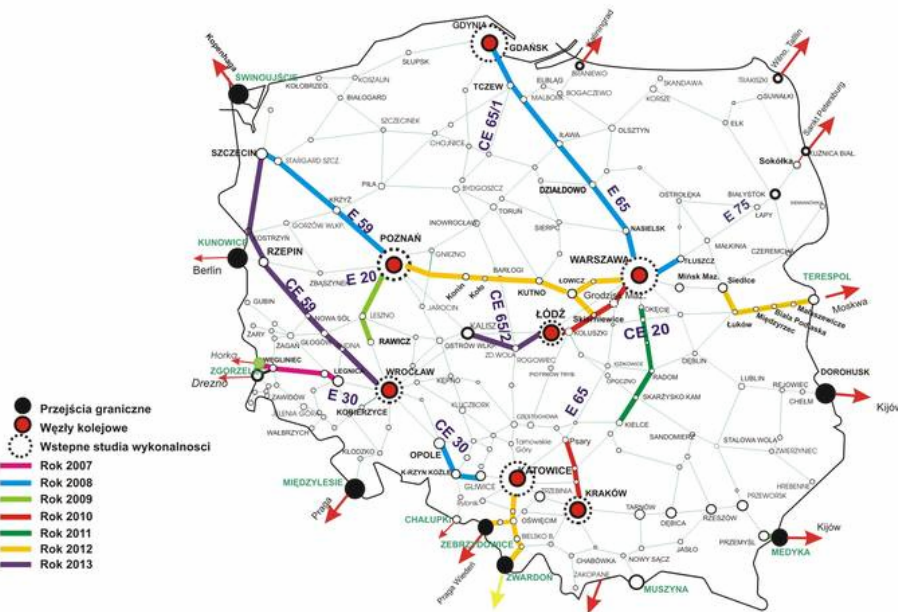 GDYNIA
GDAŃSK
Kaliningrad
Wilno, Tallin
Kopenhaga
ŚWINOUJŚCIE
SŁUPSK
KOSZALIN
KOŁOBRZEG
BIAŁOGARD
TCZEW
MALBORK
ELBLĄG
BRANIEWO
BOGACZEWO
SKANDAWA
KORSZE
TRAKISZKI
SUWAŁKI
EŁK
Sankt Petersburg
CE 65/1
SZCZECINEK
CHOJNICE
IŁAWA
OLSZTYN
Sokółka
KUŹNICA BIAŁ.
SZCZECIN
STARGARD SZCZ.
PIŁA
BYDGOSZCZ
DZIAŁDOWO
E 65
OSTROŁĘKA
BIAŁYSTOK
E 75
ŁAPY
KRZYŻ
E 59
TORUŃ
INOWROCŁAW
SIERPC
NASIELSK
MAŁKINIA
CZEREMCHA
GORZÓW WLKP.
KOSTRZYN
KUNOWICE
RZEPIN
Berlin
POZNAŃ
GNIEZNO
BARŁOGI
WARSZAWA
TŁUSZCZ
E 20
ZBĄSZYNEK
Konin
Koło
KUTNO
ŁOWICZ
Grodzisk Maz.
Mińsk Maz.
Siedlce
TERESPOL
Moskwa
CE 59
GUBIN
JAROCIN
CE 65/2
Skierniewice
OKĘCIE
Łuków
Międzyrzec
Biała Podlaska
Małaszewicze
NOWA SÓL
LESZNO
KALISZ
ŁÓDŹ
KOLUSZKI
CE 20
ŻARY
ŻAGAŃ
GŁOGÓW
RAWICZ
OSTRÓW WLKP.
ZD.WOLA
ROGOWIEC
DĘBLIN
Horka
WĘGLINIEC
ZGORZELEC
Drezno
LEGNICA
WROCŁAW
PIOTRKÓW TRYB.
OPOCZNO
RADOM
LUBLIN
REJOWIEC
CHEŁM
DOROHUSK
Kijów
E 30
ZAWIDÓW
JELENIA GÓRA
KOBIERZYCE
KĘPNO
KLUCZBORK
E 65
SKARŻYSKO KAM.
WAŁBRZYCH
CZĘSTOCHOWA
KIELCE
SANDOMIERZ
STALOWA WOLA
ZWIERZYNIEC
KŁODZKO
CE 30
OPOLE
Tarnowskie Góry
Psary
HREBENNE
MIĘDZYLESIE
Praga
K-RZYN KOŹLE
GLIWICE
KATOWICE
TRZEBINIA
KRAKÓW
TARNÓW
DĘBICA
RZESZÓW
PRZEWORSK
Rybnik
CHAŁUPKI
OŚWIĘCIM
PRZEMYŚL
Kijów
MEDYKA
ZEBRZYDOWICE
BIELSKO B.
CHABÓWKA
NOWY SĄCZ
JASŁO
Praga Wiedeń
ZWARDOŃ
ZAKOPANE
MUSZYNA
Przejścia graniczne
Węzły kolejowe
Wstepne studia wykonalnosci
Rok 2007
Rok 2008
Rok 2009
Rok 2010
Rok 2011
Rok 2012
Rok 2013